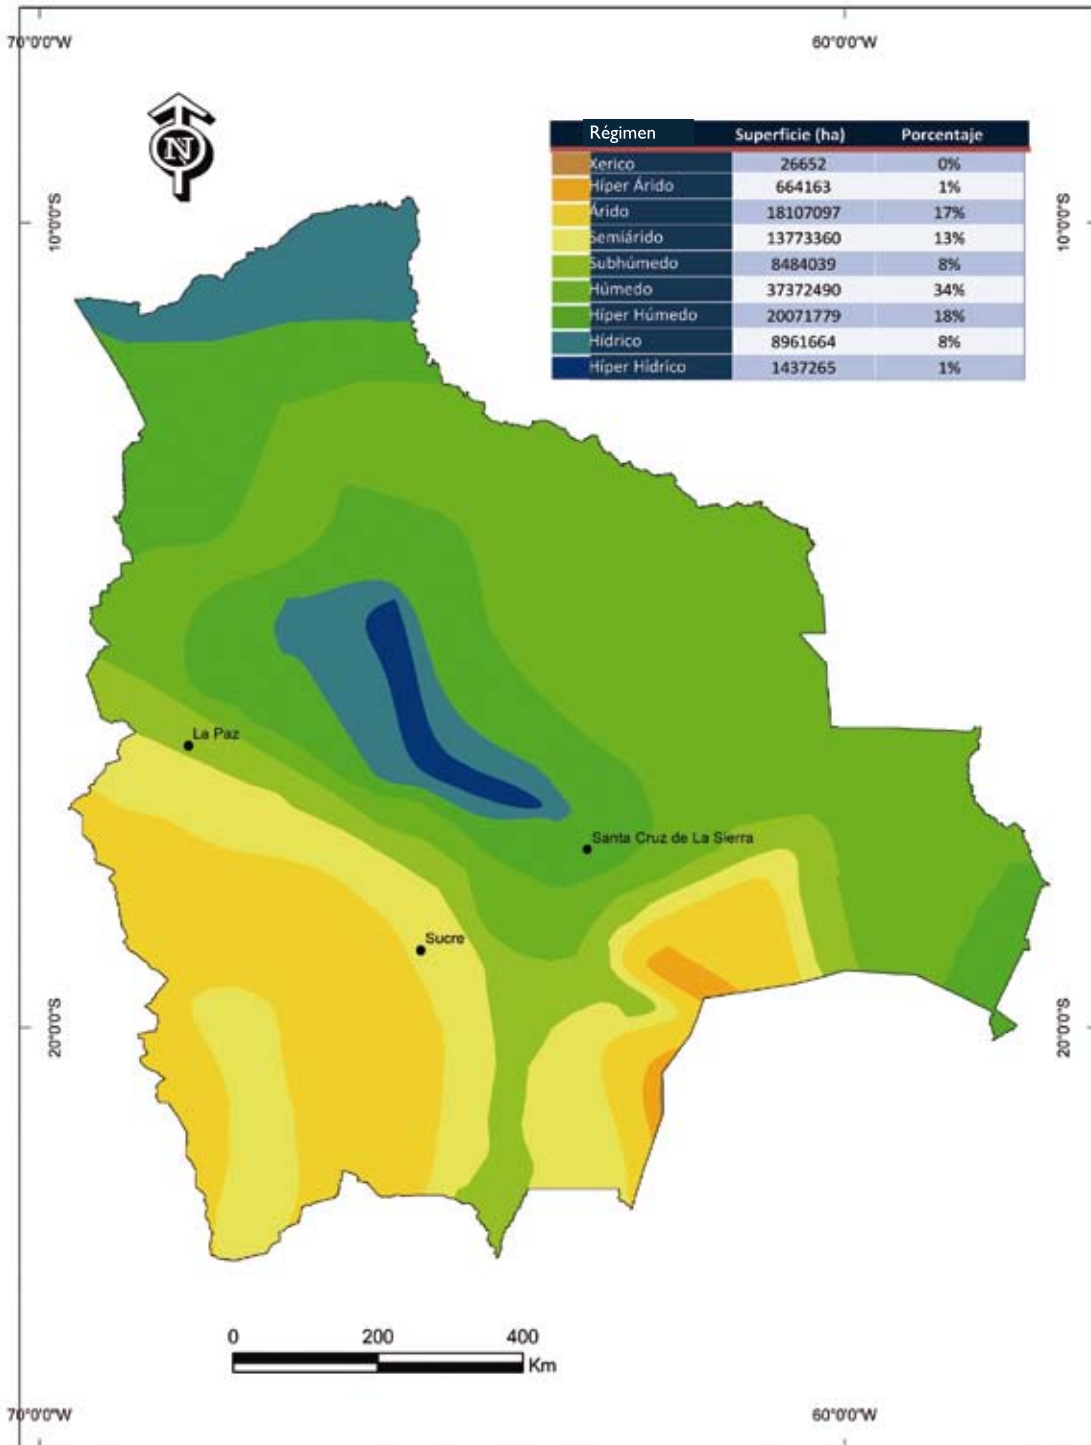 70°0'0"W 60°0'0"W
N
Régimen Superficie (ha) Porcentaje
Xerico 26652 0%
Híper Árido 664163 1%
Árido 18107097 17%
Semiárido 13773360 13%
Subhúmedo 8484039 8%
Húmedo 37372490 34%
Híper Húmedo 20071779 18%
Hídrico 8961664 8%
Híper Hídrico 1437265 1%
10°0'0"S 10°0'0"S
La Paz
Santa Cruz de La Sierra
Sucre
20°0'0"S 20°0'0"S
0 200 400
Km
70°0'0"W 60°0'0"W